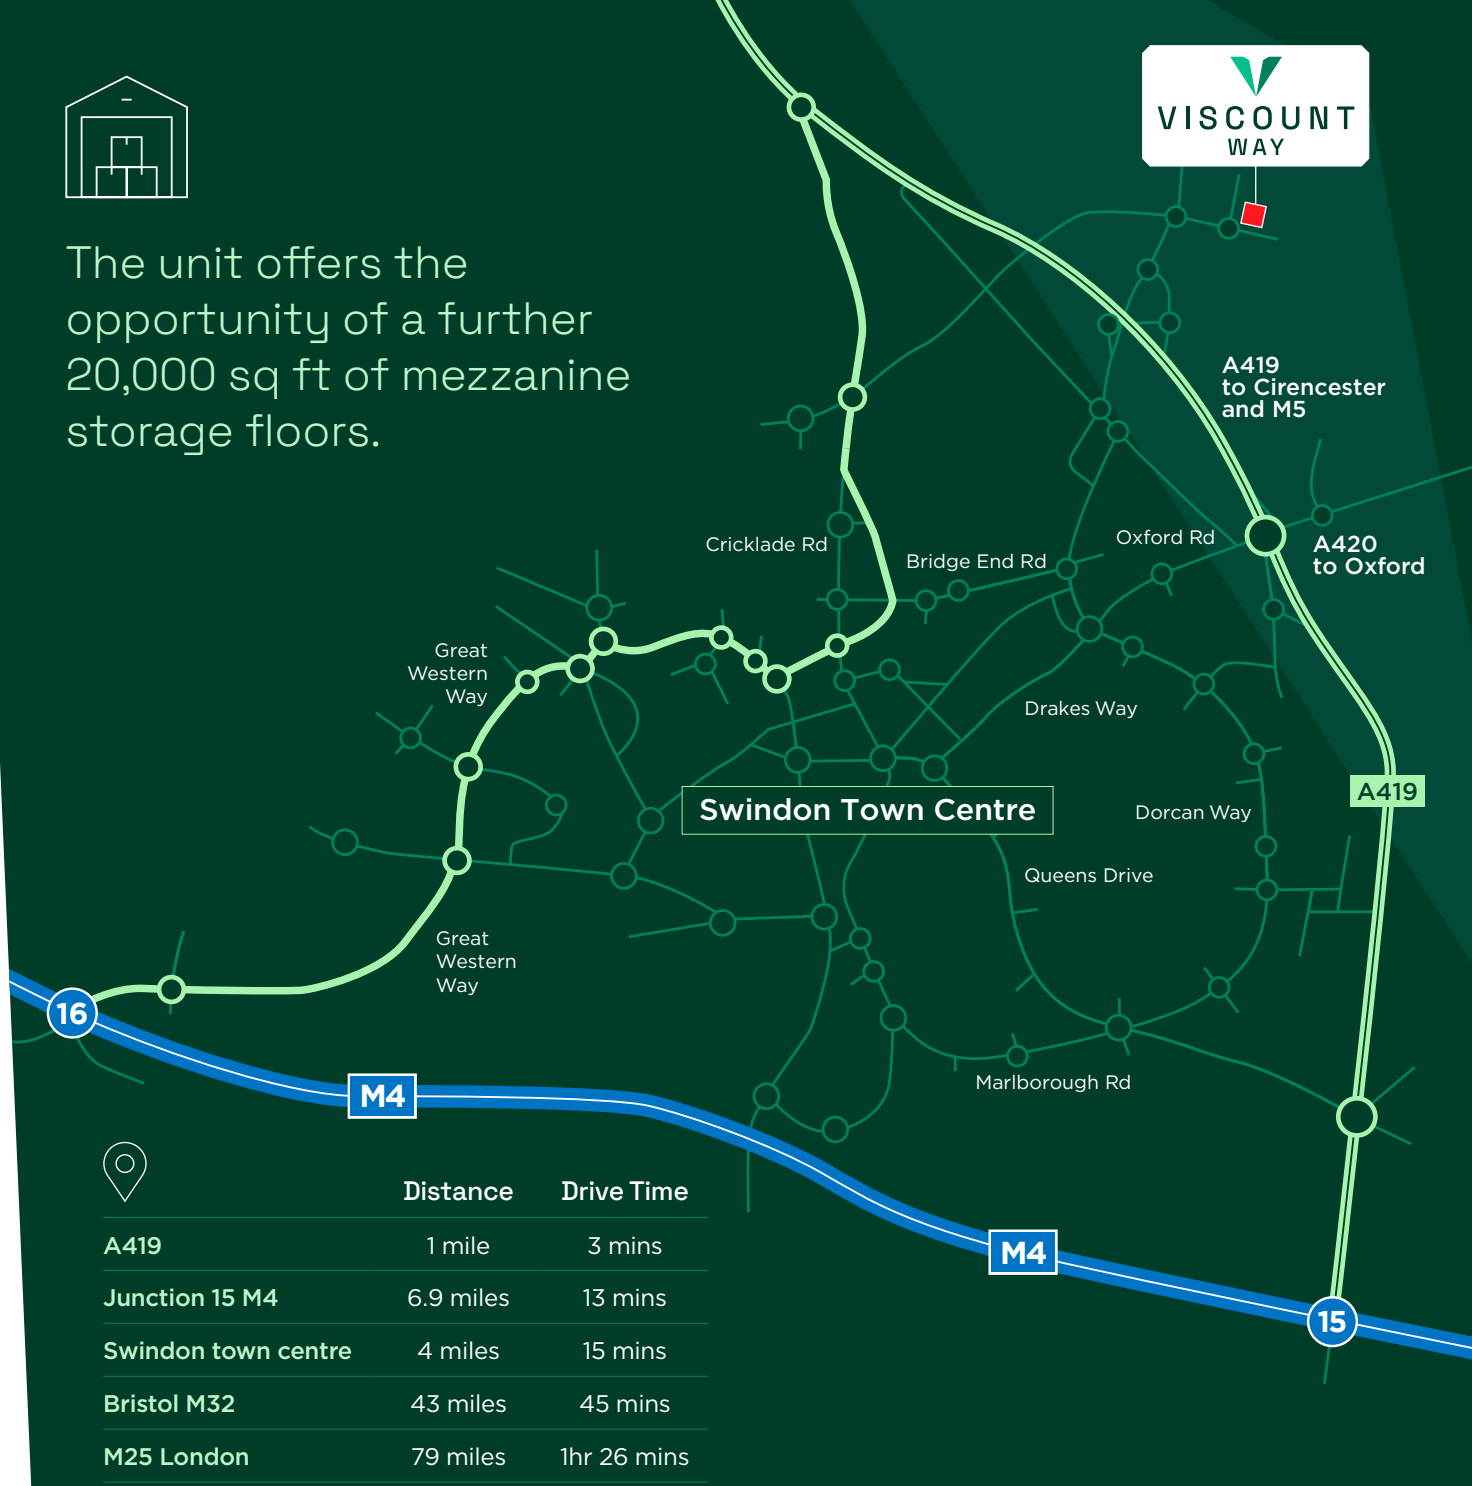 VISCOUNT
WAY
The unit offers the
opportunity of a further
20,000 sq ft of mezzanine
storage floors.
A419
to Cirencester
and M5
Cricklade Rd
Bridge End Rd
Oxford Rd
A420
to Oxford
Great
Western
Way
Drakes Way
A419
Swindon Town Centre
Dorcan Way
Queens Drive
Great
Western
Way
16
M4
Marlborough Rd
M4
15
Distance Drive Time
A419 1 mile 3 mins
Junction 15 M4 6.9 miles 13 mins
Swindon town centre 4 miles 15 mins
Bristol M32 43 miles 45 mins
M25 London 79 miles 1hr 26 mins